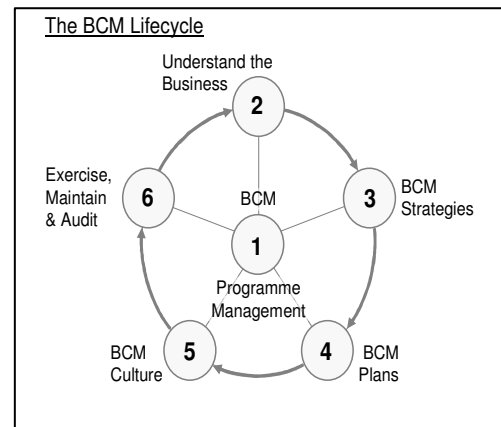 The BCM Lifecycle
Understand the
Business
2
Exercise,
Maintain
& Audit
6
BCM
1
Programme
Management
3
BCM
Strategies
BCM
Culture
5
4
BCM
Plans